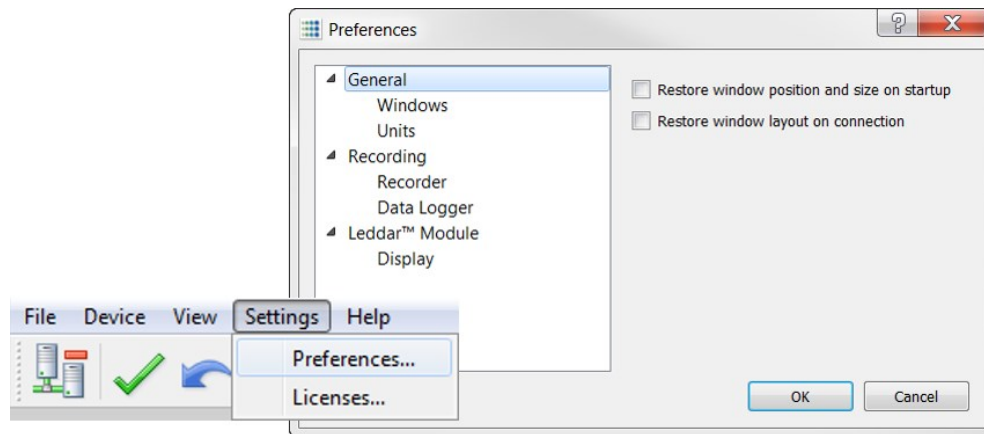 Preferences
General
Windows
Units
Recording
Recorder
Data Logger
Leddar™ Module
Display
Restore window position and size on startup
Restore window layout on connection
File Device View Settings Help
Preferences...
Licenses...
OK Cancel